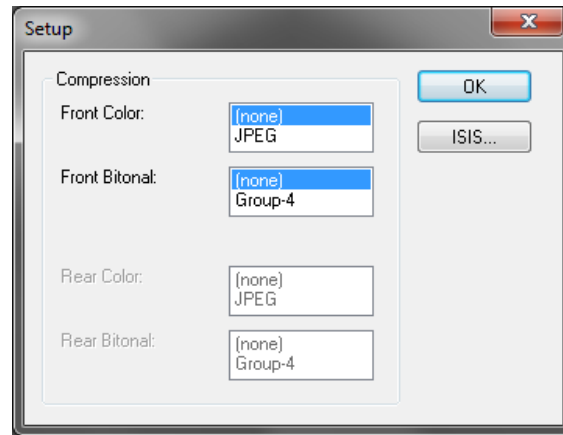 Setup
Compression
Front Color:
(none)
JPEG
OK
ISIS...
Front Bitonal:
(none)
Group-4
Rear Color:
(none)
JPEG
Rear Bitonal:
(none)
Group-4